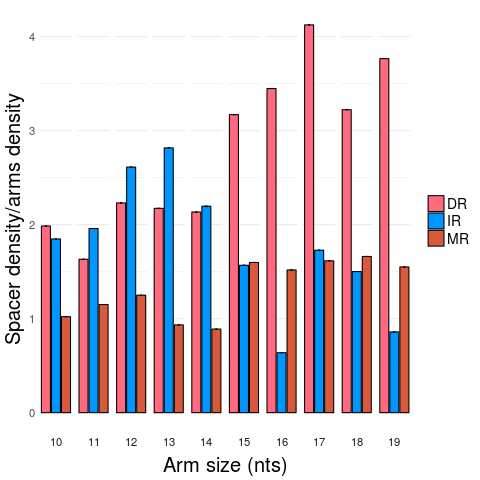 Spacer density/arms density
4
3
2
1
0
10 11 12 13 14 15 16 17 18 19
Arm size (nts)
DR
IR
MR